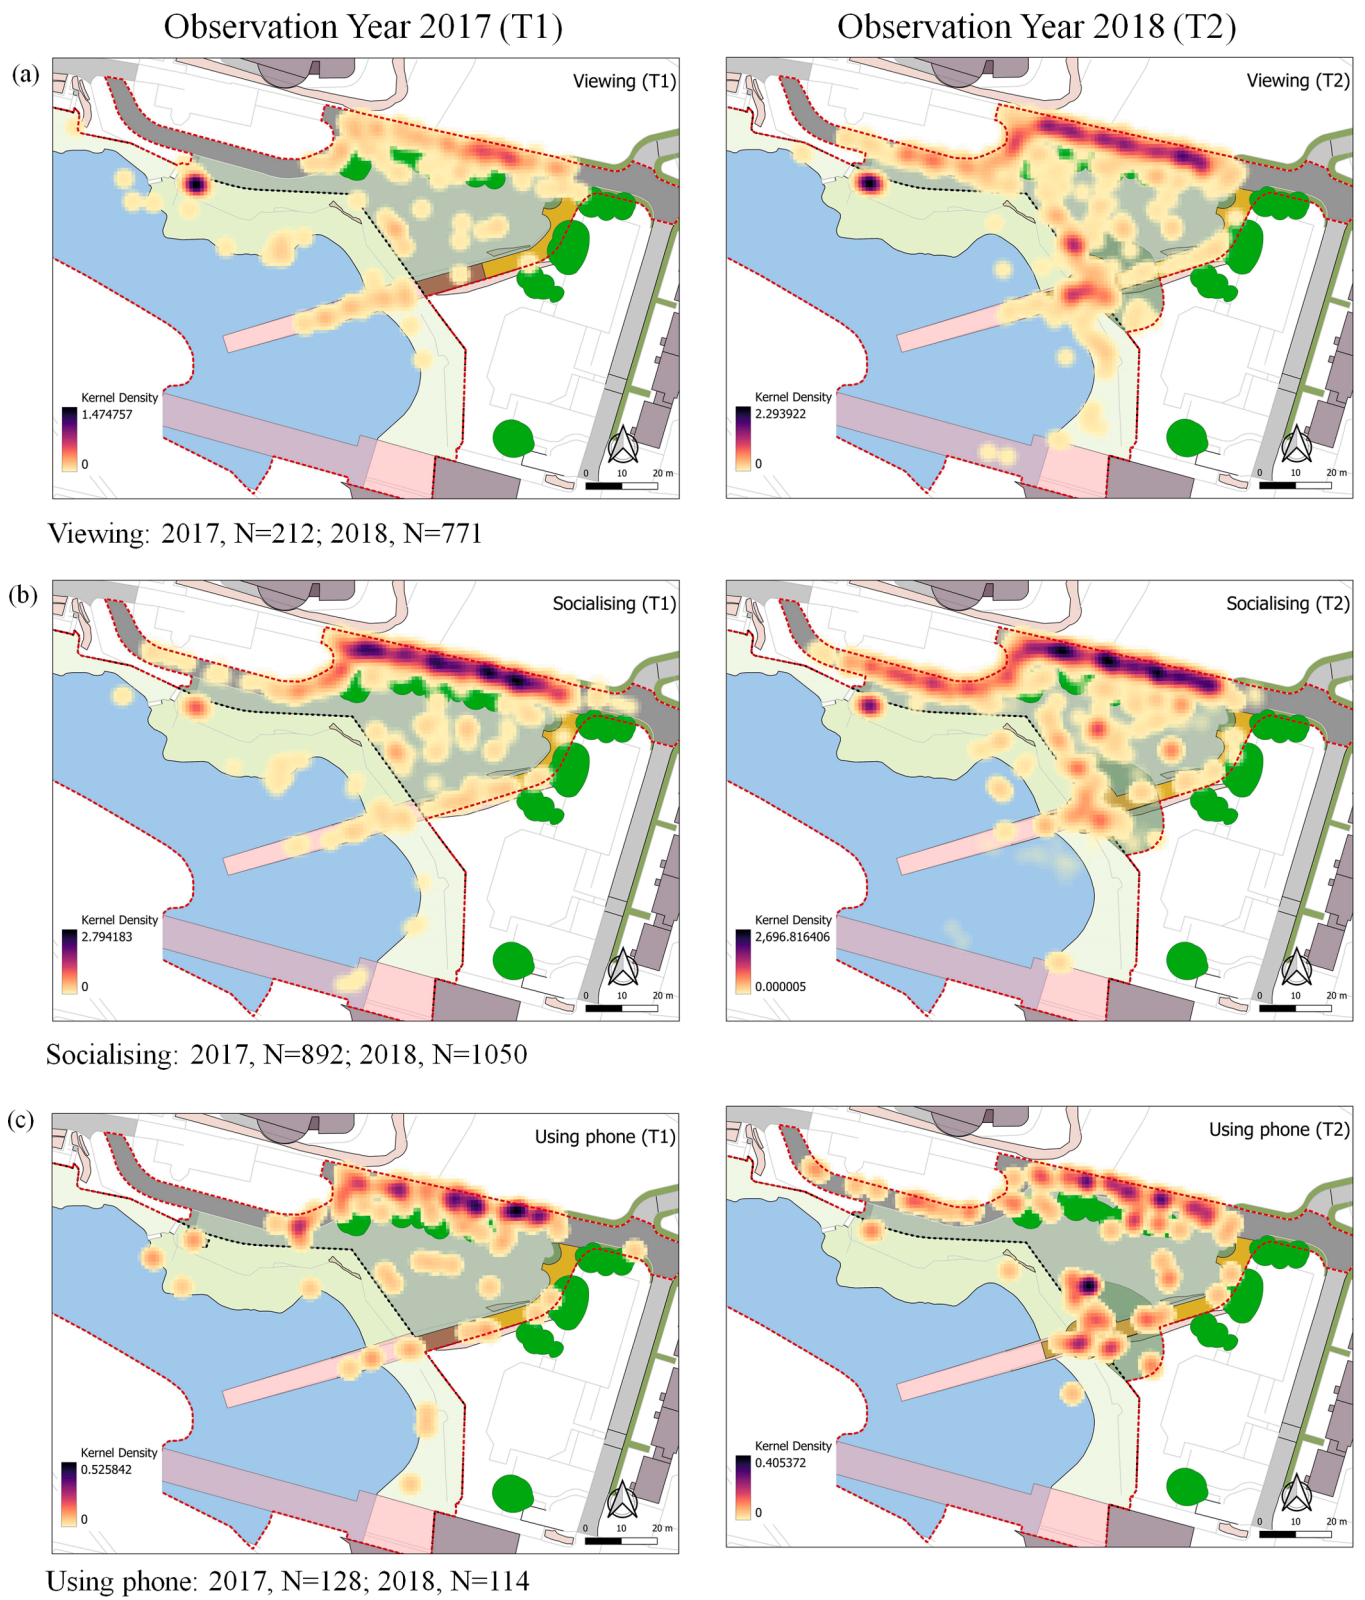 Observation Year 2017 (T1)
Observation Year 2018 (T2)
(a)
Viewing (T1)
Kernel Density
1.474757
0
0 10 20 m
Viewing (T2)
Kernel Density
2.293922
0
0 10 20 m
Viewing: 2017, N=212; 2018, N=771
(b)
Socialising (T1)
Kernel Density
2.794183
0
0 10 20 m
Socialising (T2)
Kernel Density
2,696.816406
0.000005
0 10 20 m
Socialising: 2017, N=892; 2018, N=1050
(c)
Using phone (T1)
Kernel Density
0.525842
0
0 10 20 m
Using phone (T2)
Kernel Density
0.405372
0
0 10 20 m
Using phone: 2017, N=128; 2018, N=114